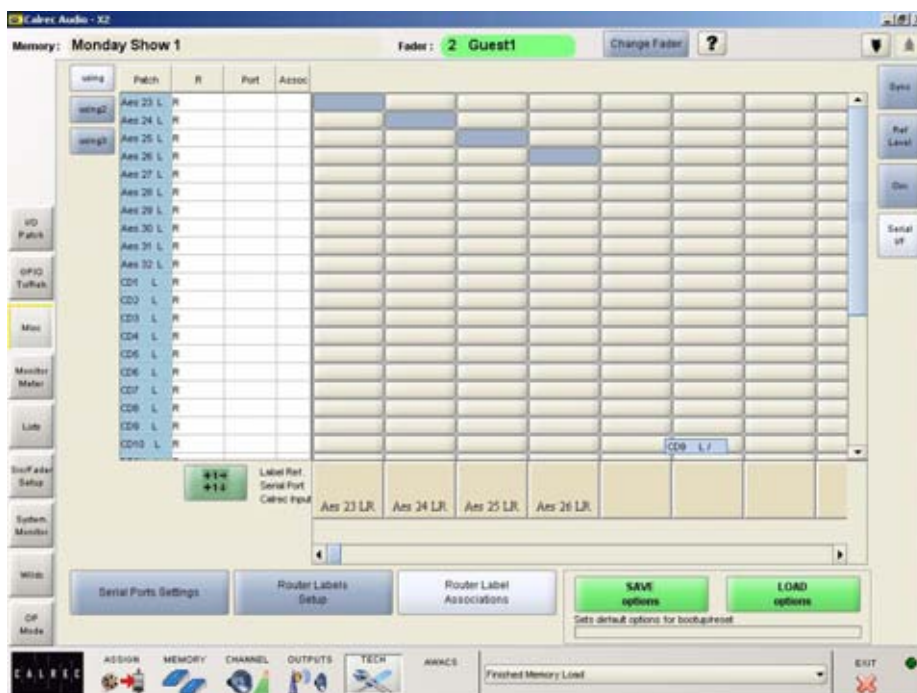 Calrec Audio - X2
Memory: Monday Show 1 Fader: 2 Guest1 Change Fader ?
using Patch R Port Assoc
using2
using3
Aes 23 L R
Aes 24 L R
Aes 25 L R
Aes 26 L R
Aes 27 L R
Aes 28 L R
Aes 29 L R
Aes 30 L R
Aes 31 L R
Aes 32 L R
CD1 L R
CD2 L R
CD3 L R
CD4 L R
CD5 L R
CD6 L R
CD7 L R
CD8 L R
CD9 L R
CD10 L R
CD9 L /
I/O
Patch
GPIO
Misc
Monitor
Meter
Lists
Setup
System
Monitor
Wilds
OP
Mode
Sync
Ref
Level
Osc
Serial
I/F
+1→
+1↓
Label Ref.
Serial Port
Calrec Input
Aes 23 LR Aes 24 LR Aes 25 LR Aes 26 LR
Serial Ports Settings
Router Labels
Setup
Router Label
Associations
SAVE
options
LOAD
options
Sets default options for bootup/reset
CALREC ASSIGN MEMORY CHANNEL OUTPUTS TECH AWACS Finished Memory Load EXIT